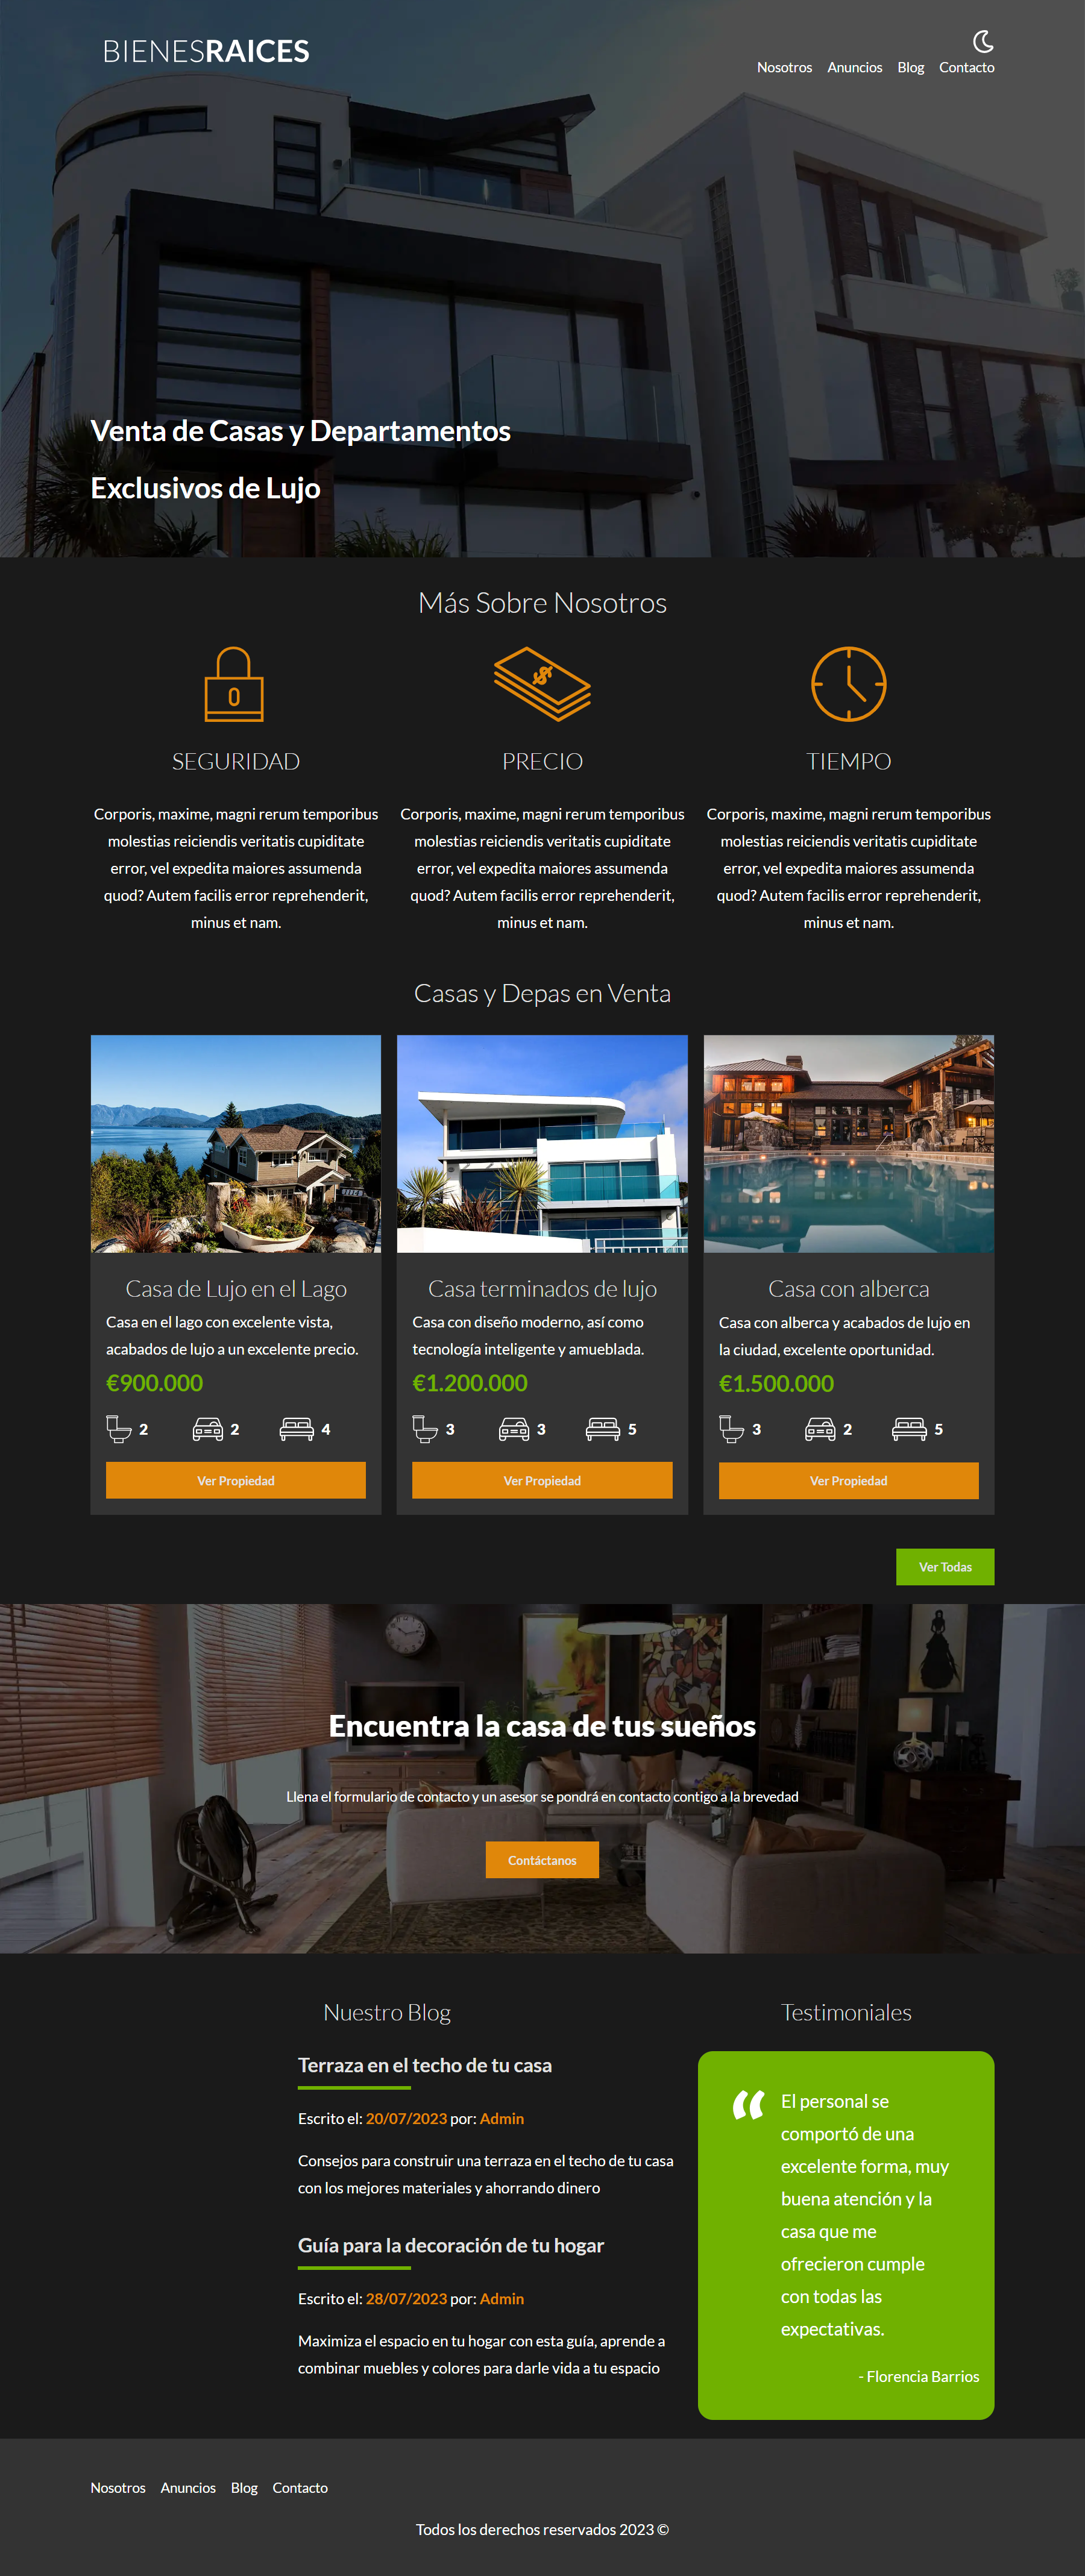 BIENESRAICES
Nosotros Anuncios Blog Contacto
Venta de Casas y Departamentos
Exclusivos de Lujo
Más Sobre Nosotros
SEGURIDAD
Corporis, maxime, magni rerum temporibus
molestias reiciendis veritatis cupiditate
error, vel expedita maiores assumenda
quod? Autem facilis error reprehenderit,
minus et nam.
PRECIO
Corporis, maxime, magni rerum temporibus
molestias reiciendis veritatis cupiditate
error, vel expedita maiores assumenda
quod? Autem facilis error reprehenderit,
minus et nam.
TIEMPO
Corporis, maxime, magni rerum temporibus
molestias reiciendis veritatis cupiditate
error, vel expedita maiores assumenda
quod? Autem facilis error reprehenderit,
minus et nam.
Casas y Depas en Venta
Casa de Lujo en el Lago
Casa en el lago con excelente vista,
acabados de lujo a un excelente precio.
€900.000
2 2 4
Ver Propiedad
Casa terminados de lujo
Casa con diseño moderno, así como
tecnología inteligente y amueblada.
€1.200.000
3 3 5
Ver Propiedad
Casa con alberca
Casa con alberca y acabados de lujo en
la ciudad, excelente oportunidad.
€1.500.000
3 2 5
Ver Propiedad
Ver Todas
Encuentra la casa de tus sueños
Llena el formulario de contacto y un asesor se pondrá en contacto contigo a la brevedad
Contáctanos
Nuestro Blog
Terraza en el techo de tu casa
Escrito el: 20/07/2023 por: Admin
Consejos para construir una terraza en el techo de tu casa
con los mejores materiales y ahorrando dinero
Guía para la decoración de tu hogar
Escrito el: 28/07/2023 por: Admin
Maximiza el espacio en tu hogar con esta guía, aprende a
combinar muebles y colores para darle vida a tu espacio
Testimoniales
“ El personal se
comportó de una
excelente forma, muy
buena atención y la
casa que me
ofrecieron cumple
con todas las
expectativas.
- Florencia Barrios
Nosotros Anuncios Blog Contacto
Todos los derechos reservados 2023 ©